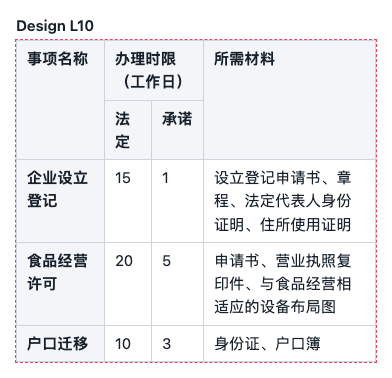 Design L10
事项名称
办理时限
（工作日）
所需材料
法
定
承诺
企业设立
登记
15
1
设立登记申请书、章
程、法定代表人身份
证明、住所使用证明
食品经营
许可
20
5
申请书、营业执照复
印件、与食品经营相
适应的设备布局图
户口迁移
10
3
身份证、户口簿